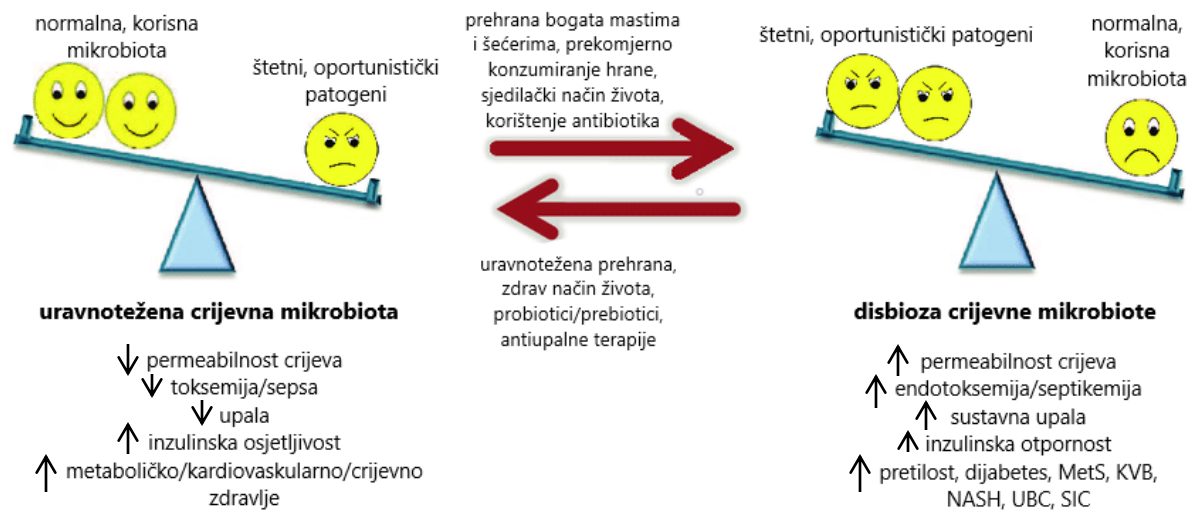 normalna, korisna
mikrobiota
štetni, oportunistički
patogeni
prehrana bogata mastima
i šećerima, prekomjerno
konzumiranje hrane,
sjedilački način života,
korištenje antibiotika
štetni, oportunistički patogeni
normalna,
korisna
mikrobiota
uravnotežena prehrana,
zdrav način života,
probiotici/prebiotici,
antiupalne terapije
uravnotežena crijevna mikrobiota
↓ permeabilnost crijeva
↓ toksemija/sepsa
↓ upala
↑ inzulinska osjetljivost
↑ metaboličko/kardiovaskularno/crijevno
zdravlje
disbioza crijevne mikrobiote
↑ permeabilnost crijeva
↑ endotoksemija/septikemija
↑ sustavna upala
↑ inzulinska otpornost
↑ pretilost, dijabetes, MetS, KVB,
NASH, UBC, SIC